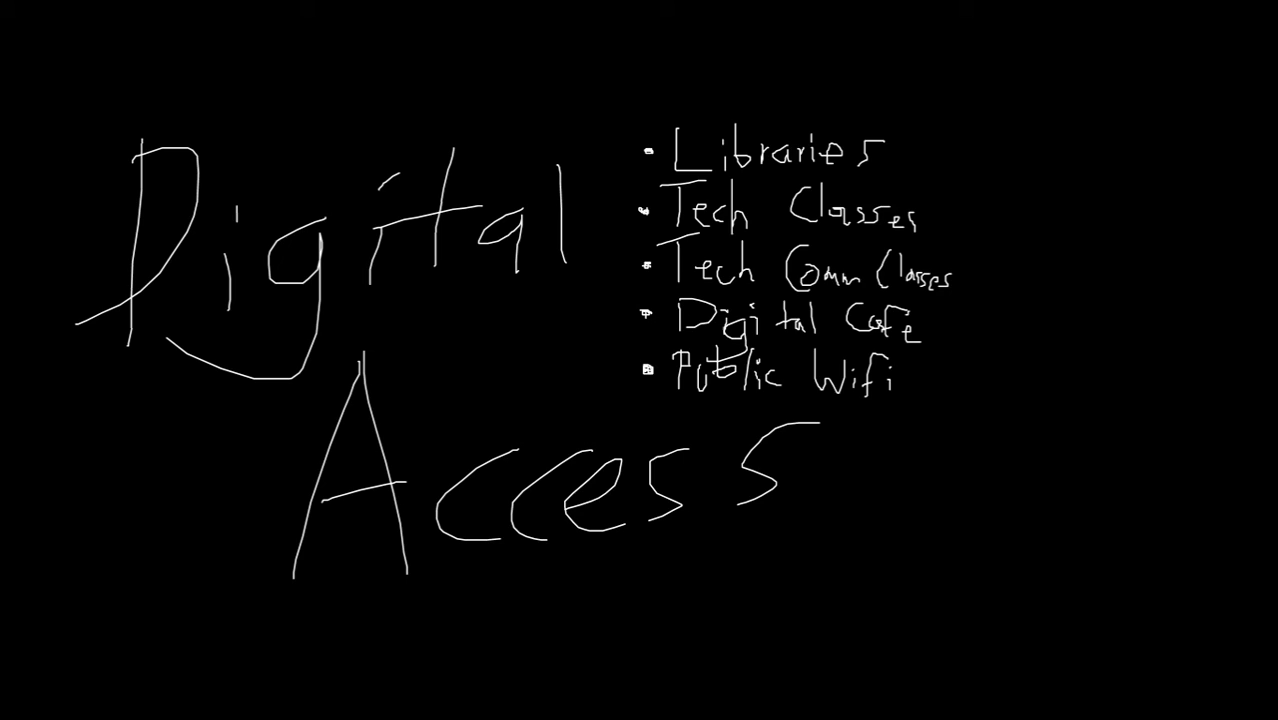 Digital
Access
• Libraries
• Tech Classes
• Tech Comm Classes
• Digital Cafe
• Public Wifi